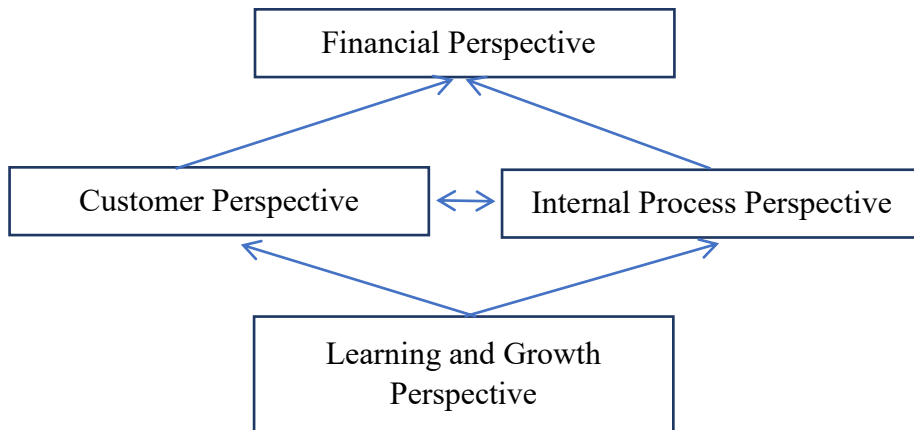 Financial Perspective
Customer Perspective
Internal Process Perspective
Learning and Growth
Perspective